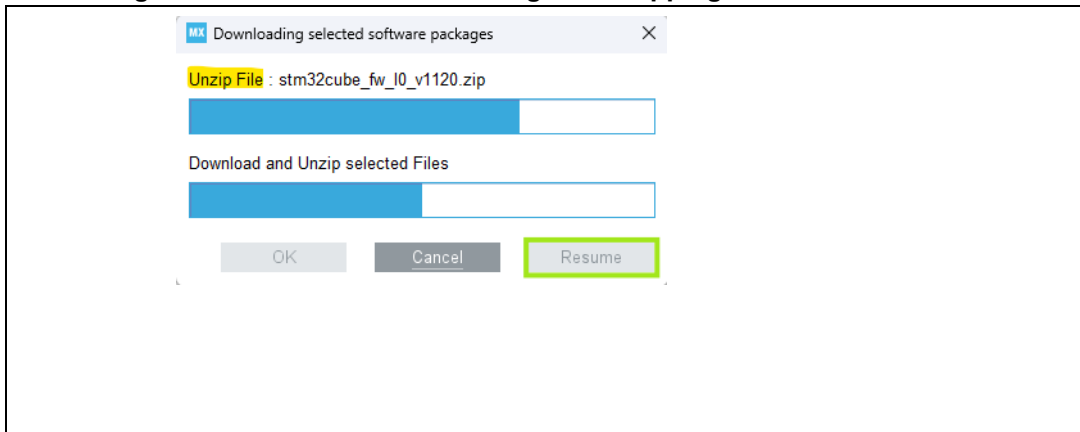 MX Downloading selected software packages
Unzip File : stm32cube_fw_l0_v1120.zip
Download and Unzip selected Files
OK Cancel Resume